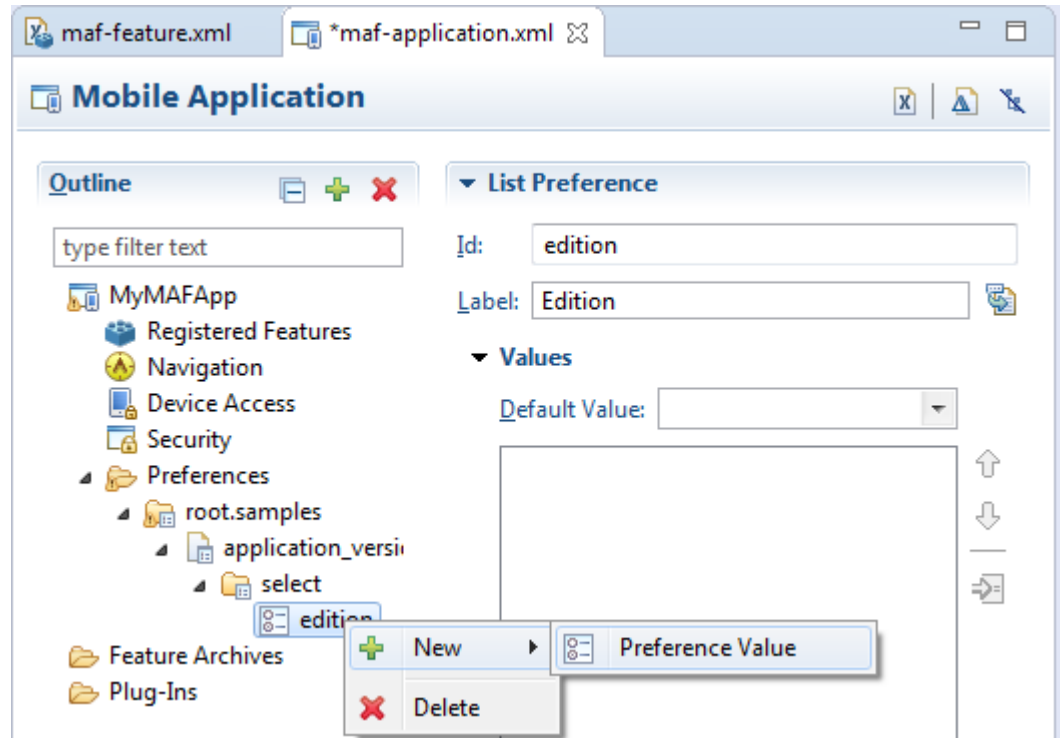 maf-feature.xml
*maf-application.xml
Mobile Application
Outline
type filter text
MyMAFApp
Registered Features
Navigation
Device Access
Security
Preferences
root.samples
application_versi
select
edition
Feature Archives
Plug-Ins
List Preference
Id: edition
Label: Edition
Values
Default Value:
New
Delete
Preference Value